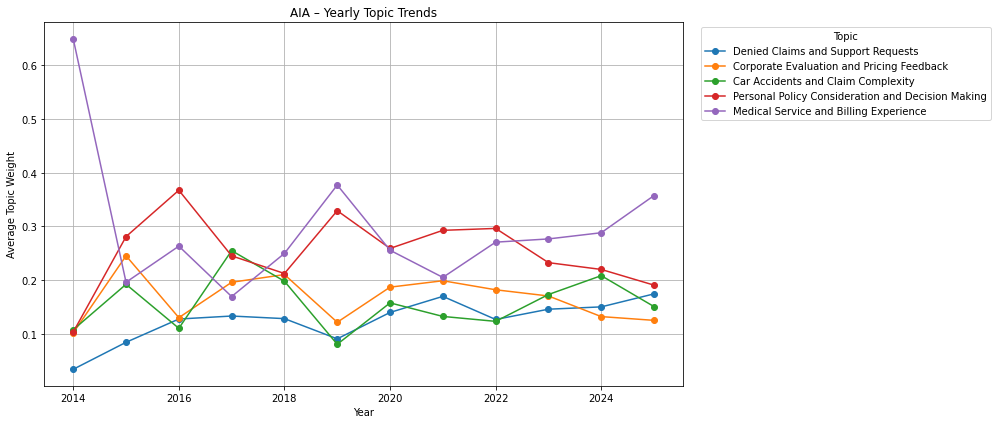 AIA – Yearly Topic Trends
Topic
Denied Claims and Support Requests
Corporate Evaluation and Pricing Feedback
Car Accidents and Claim Complexity
Personal Policy Consideration and Decision Making
Medical Service and Billing Experience
Average Topic Weight
0.6
0.5
0.4
0.3
0.2
0.1
2014
2016
2018
2020
2022
2024
Year